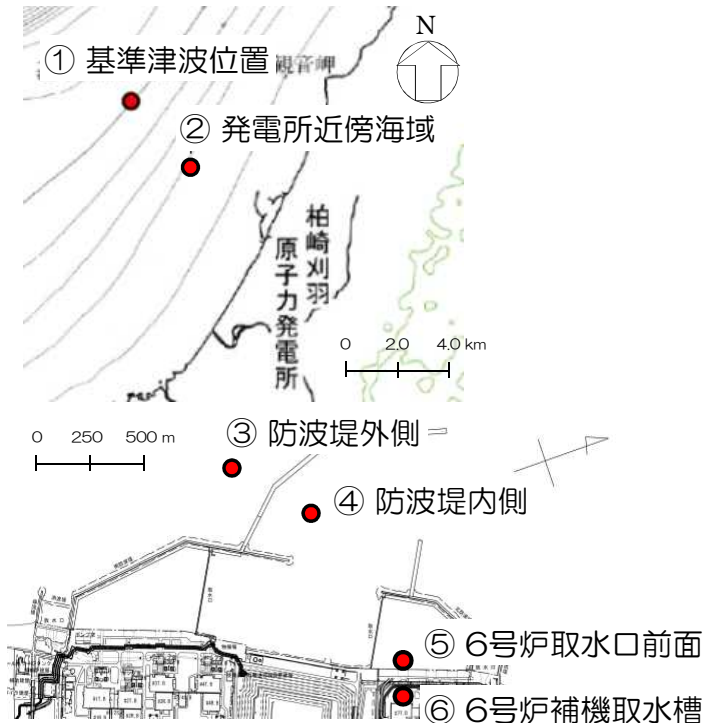 N
① 基準津波位置
観音岬
② 発電所近傍海域
柏崎刈羽
原子力発電所
0 2.0 4.0 km
0 250 500 m
③ 防波堤外側
④ 防波堤内側
取水口
⑤ 6号炉取水口前面
⑥ 6号炉補機取水槽